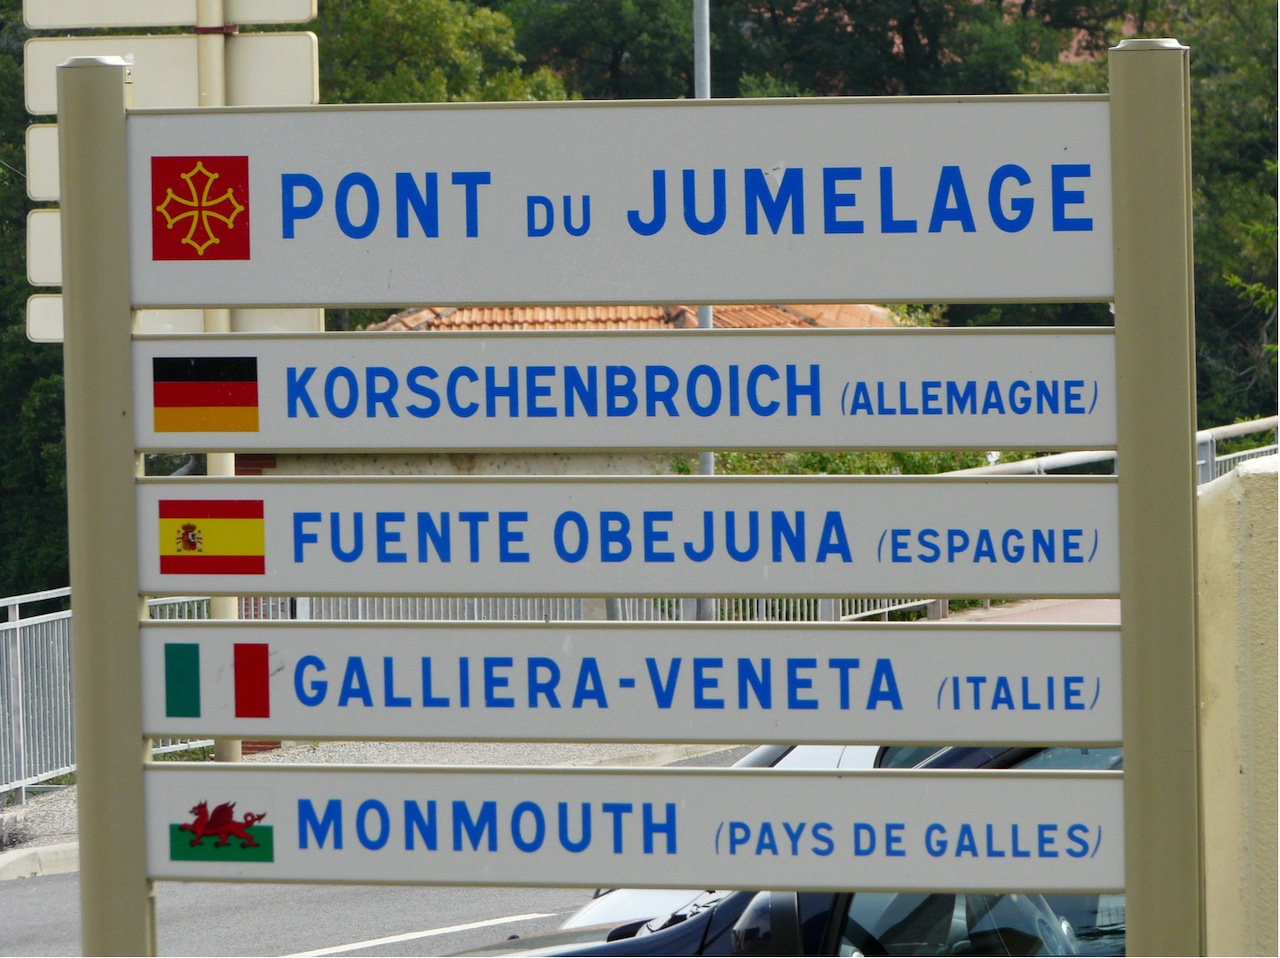 PONT DU JUMELAGE
KORSCHENBROICH (ALLEMAGNE)
FUENTE OBEJUNA (ESPAGNE)
GALLIERA-VENETA (ITALIE)
MONMOUTH (PAYS DE GALLES)